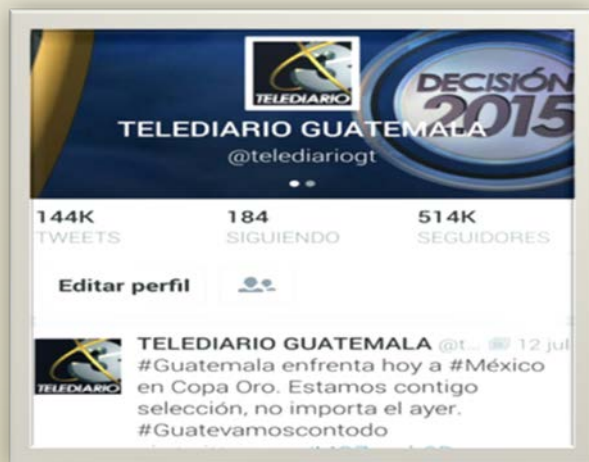 TELEDIARIO
DECISIÓN
2015
TELEDIARIO GUATEMALA
@telediariogt
144K
TWEETS
184
SIGUIENDO
514K
SEGUIDORES
Editar perfil
TELEDIARIO
TELEDIARIO GUATEMALA @t... 12 jul
#Guatemala enfrenta hoy a #México
en Copa Oro. Estamos contigo
selección, no importa el ayer.
#Guatevamoscontodo